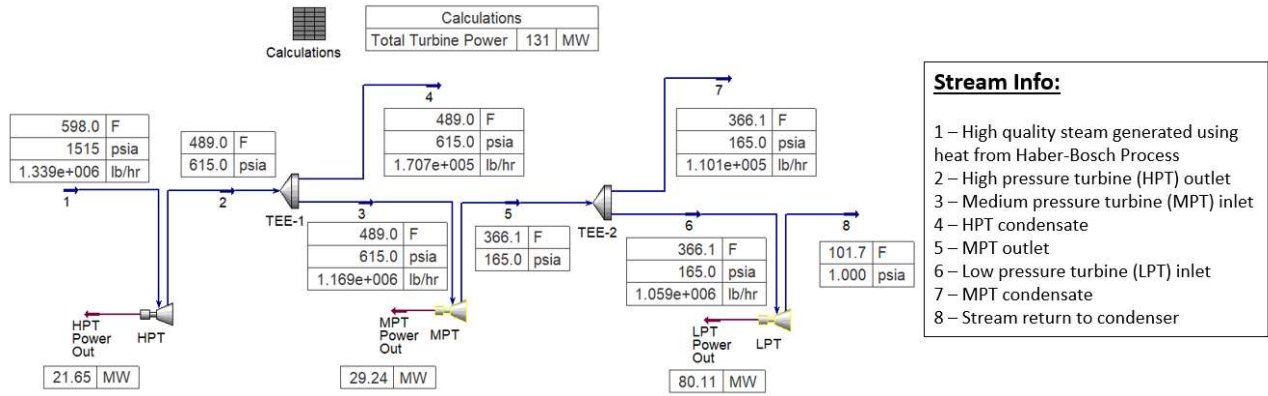 Calculations
Calculations
Total Turbine Power 131 MW
598.0 F
1515 psia
1.339e+006 lb/hr
1
489.0 F
615.0 psia
2
TEE-1
4
489.0 F
615.0 psia
1.707e+005 lb/hr
3
489.0 F
615.0 psia
1.169e+006 lb/hr
5
366.1 F
165.0 psia
TEE-2
7
366.1 F
165.0 psia
1.101e+005 lb/hr
6
366.1 F
165.0 psia
1.059e+006 lb/hr
8
101.7 F
1.000 psia
HPT
Power
Out
HPT
21.65 MW
MPT
Power
Out
MPT
29.24 MW
LPT
Power
Out
LPT
80.11 MW
Stream Info:
1 – High quality steam generated using
heat from Haber-Bosch Process
2 – High pressure turbine (HPT) outlet
3 – Medium pressure turbine (MPT) inlet
4 – HPT condensate
5 – MPT outlet
6 – Low pressure turbine (LPT) inlet
7 – MPT condensate
8 – Stream return to condenser